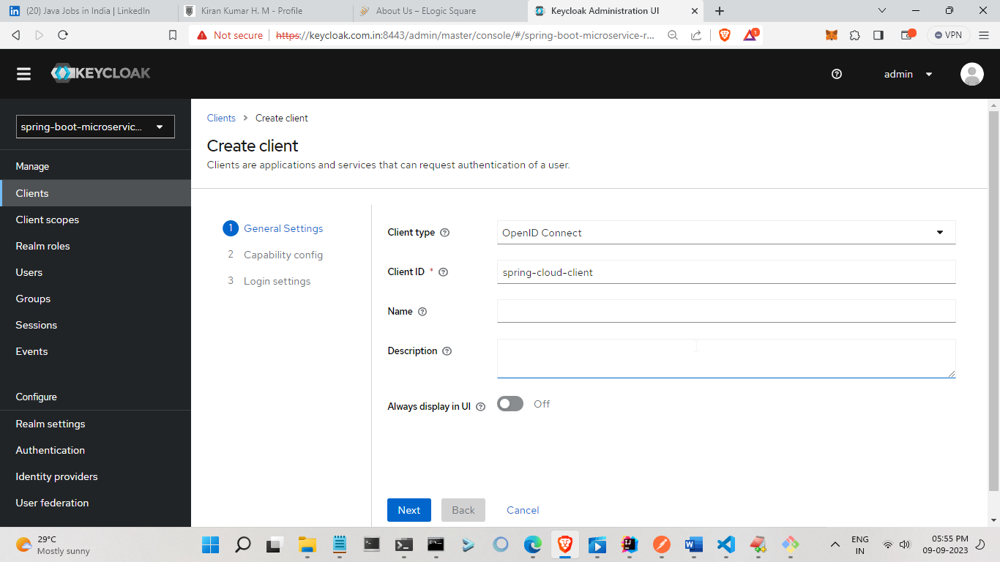 (20) Java Jobs in India | LinkedIn
Kiran Kumar H. M - Profile
About Us – ELogic Square
Keycloak Administration UI
Not secure
https://keycloak.com.in:8443/admin/master/console/#/spring-boot-microservice-r...
1
VPN
KEYCLOAK
admin
spring-boot-microservic...
Manage
Clients
Client scopes
Realm roles
Users
Groups
Sessions
Events
Configure
Realm settings
Authentication
Identity providers
User federation
Clients
Create client
Create client
Clients are applications and services that can request authentication of a user.
1 General Settings
2 Capability config
3 Login settings
Client type
OpenID Connect
Client ID *
spring-cloud-client
Name
Description
Always display in UI
Off
Next
Back
Cancel
29°C
Mostly sunny
ENG
IN
05:55 PM
09-09-2023